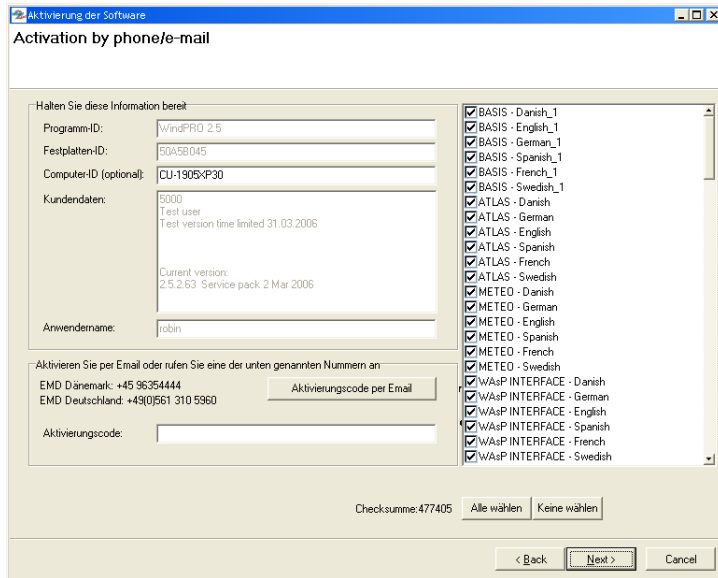 Aktivierung der Software
Activation by phone/e-mail
Halten Sie diese Information bereit
Programm-ID: WindPRO 2.5
Festplatten-ID: 50A5B045
Computer-ID (optional): CU-1905XP30
Kundendaten: 5000
Test user
Test version time limited 31.03.2006
Current version:
2.5.2.63 Service pack 2 Mar 2006
Anwendername: robin
Aktivieren Sie per Email oder rufen Sie eine der unten genannten Nummern an
EMD Dänemark: +45 96354444
EMD Deutschland: +49(0)561 310 5960
Aktivierungscode per Email
Aktivierungscode:
BASIS - Danish_1
BASIS - English_1
BASIS - German_1
BASIS - Spanish_1
BASIS - French_1
BASIS - Swedish_1
ATLAS - Danish
ATLAS - German
ATLAS - English
ATLAS - Spanish
ATLAS - French
ATLAS - Swedish
METEO - Danish
METEO - German
METEO - English
METEO - Spanish
METEO - French
METEO - Swedish
WAsP INTERFACE - Danish
WAsP INTERFACE - German
WAsP INTERFACE - English
WAsP INTERFACE - Spanish
WAsP INTERFACE - French
WAsP INTERFACE - Swedish
Checksumme:477405
Alle wählen
Keine wählen
< Back
Next >
Cancel